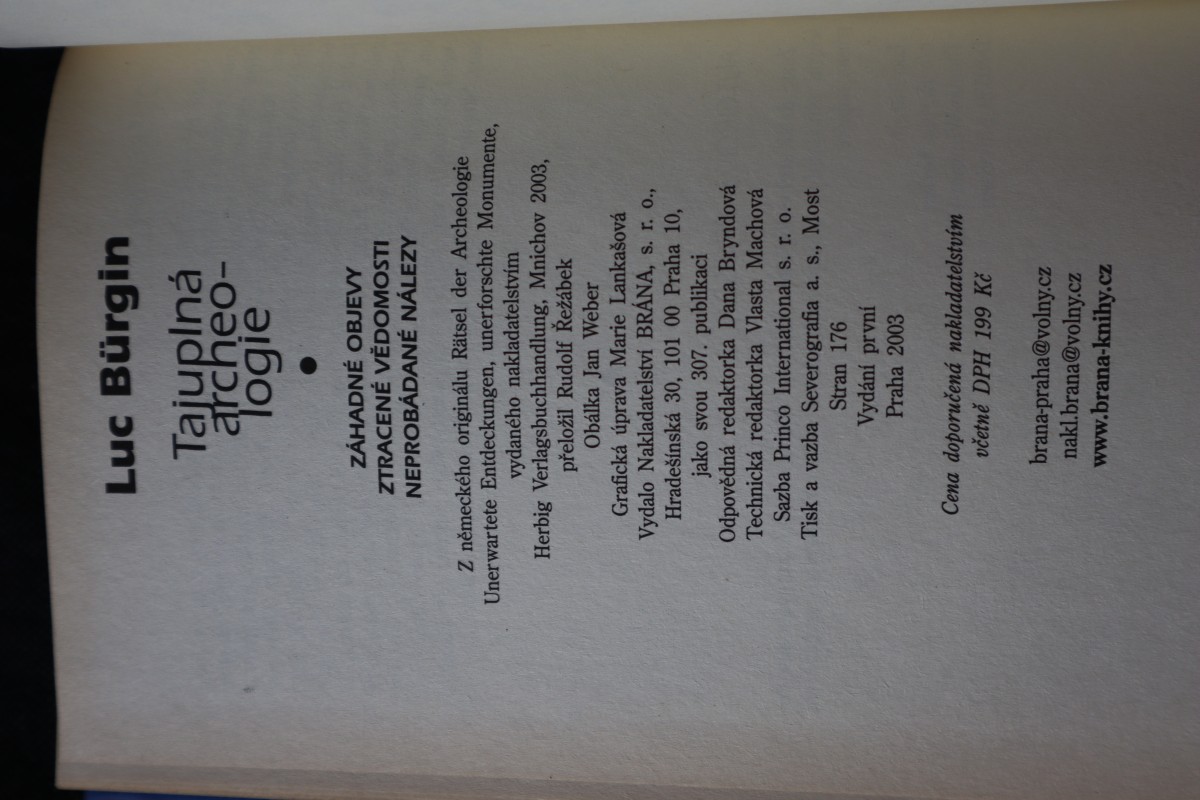 Luc Bürgin
Tajuplná
archeo-
logie
●
ZÁHADNÉ OBJEVY
ZTRACENÉ VĚDOMOSTI
NEPROBÁDANÉ NÁLEZY
Z německého originálu Rätsel der Archeologie
Unerwartete Entdeckungen, unerforschte Monumente,
vydaného nakladatelstvím
Herbig Verlagsbuchhandlung, Mnichov 2003,
přeložil Rudolf Řežábek
Obálka Jan Weber
Grafická úprava Marie Lankašová
Vydalo Nakladatelství BRÁNA, s. r. o.,
Hradešínská 30, 101 00 Praha 10,
jako svou 307. publikaci
Odpovědná redaktorka Dana Bryndová
Technická redaktorka Vlasta Machová
Sazba Princo International s. r. o.
Tisk a vazba Severografia a. s., Most
Stran 176
Vydání první
Praha 2003
Cena doporučená nakladatelstvím
včetně DPH 199 Kč
brana-praha@volny.cz
nakl.brana@volny.cz
www.brana-knihy.cz